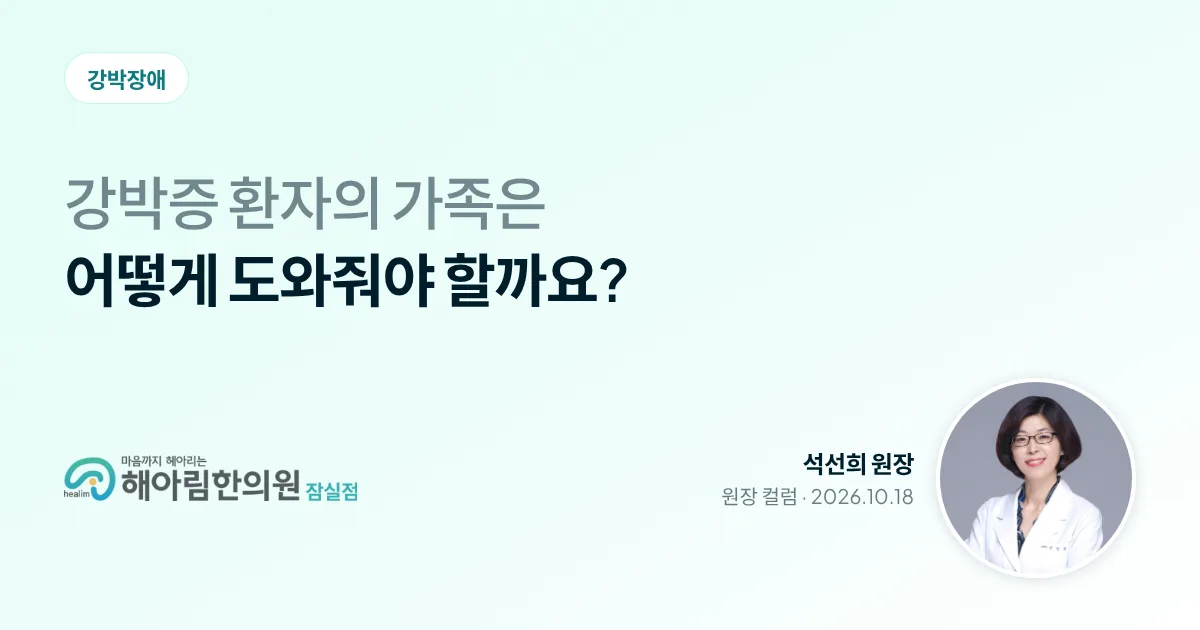 강박장애
강박증 환자의 가족은
어떻게 도와줘야 할까요?
마음까지 헤아리는
healim
해아림한의원 잠실점
석선희 원장
원장 컬럼 · 2026.10.18